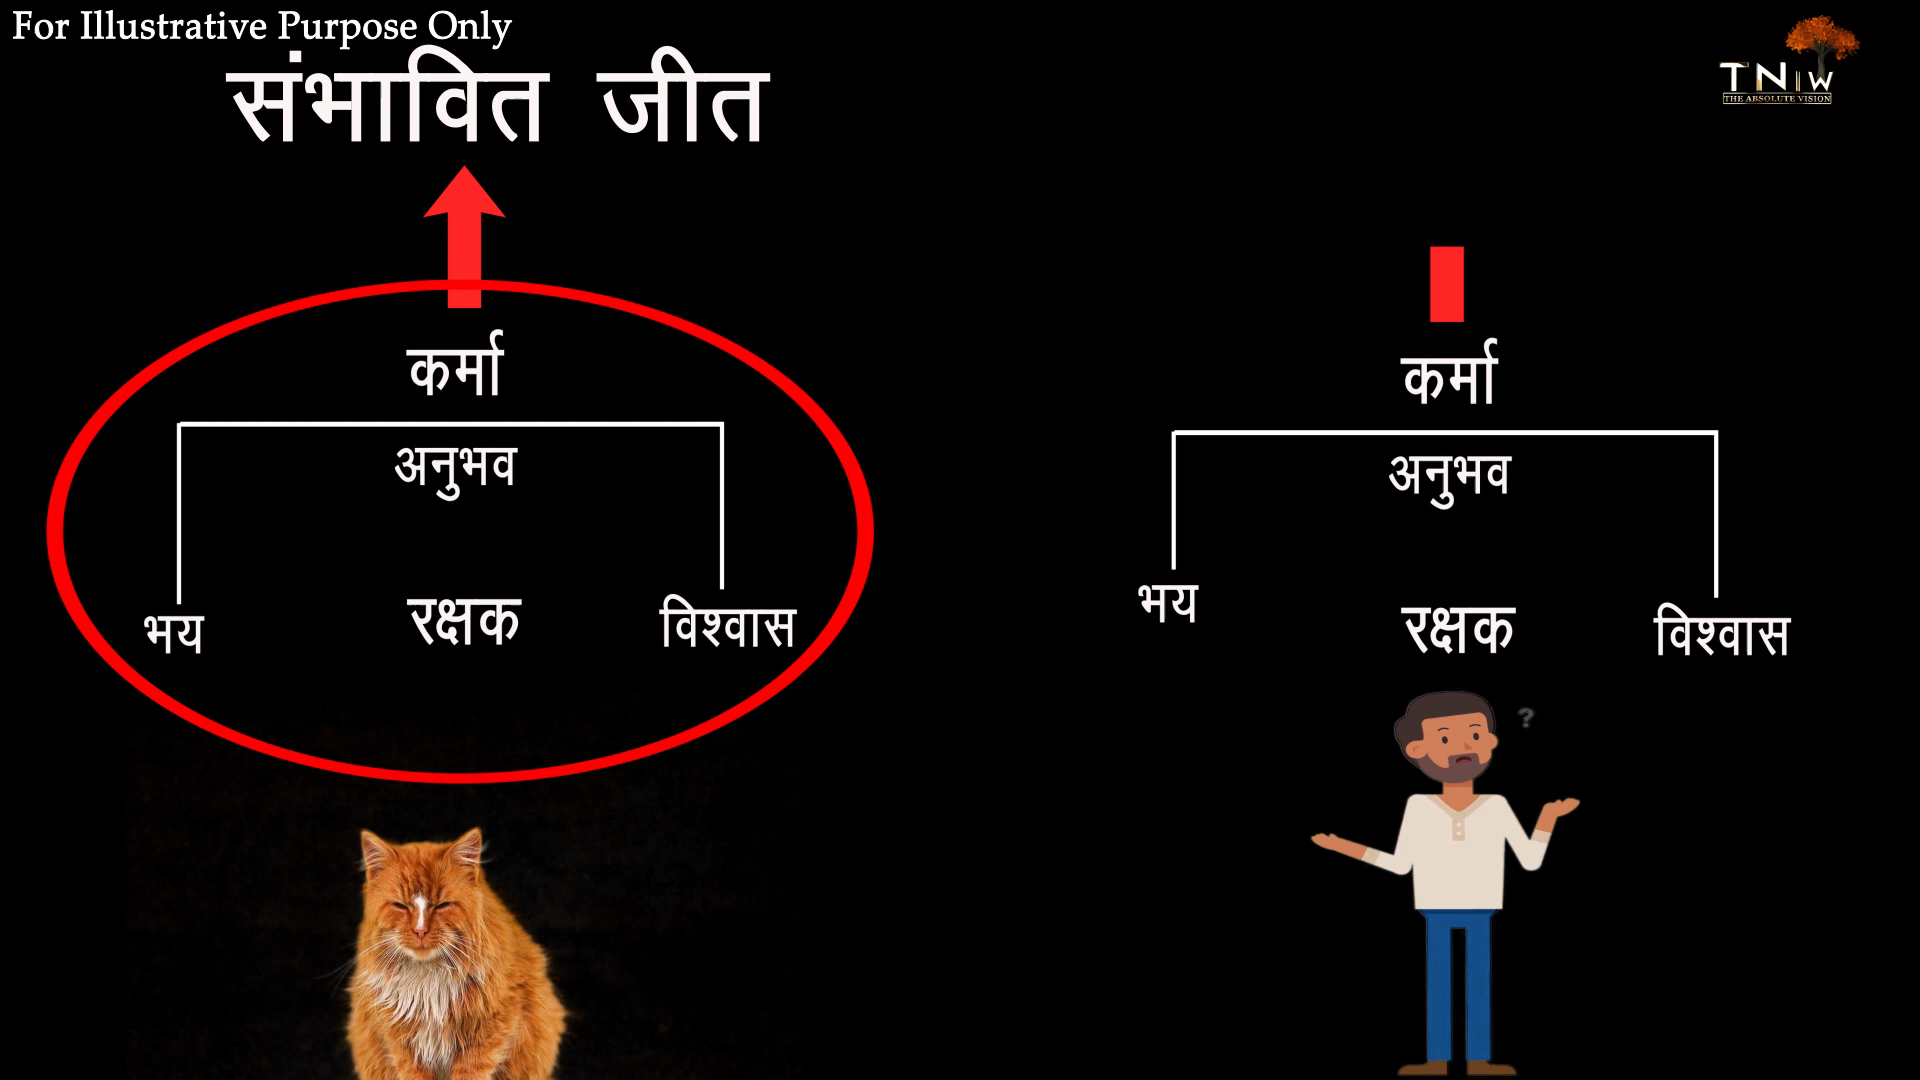 For Illustrative Purpose Only
संभावित जीत
TNIW
THE ABSOLUTE VISION
कर्मा
अनुभव
भय
रक्षक
विश्वास
कर्मा
अनुभव
भय
रक्षक
विश्वास
?